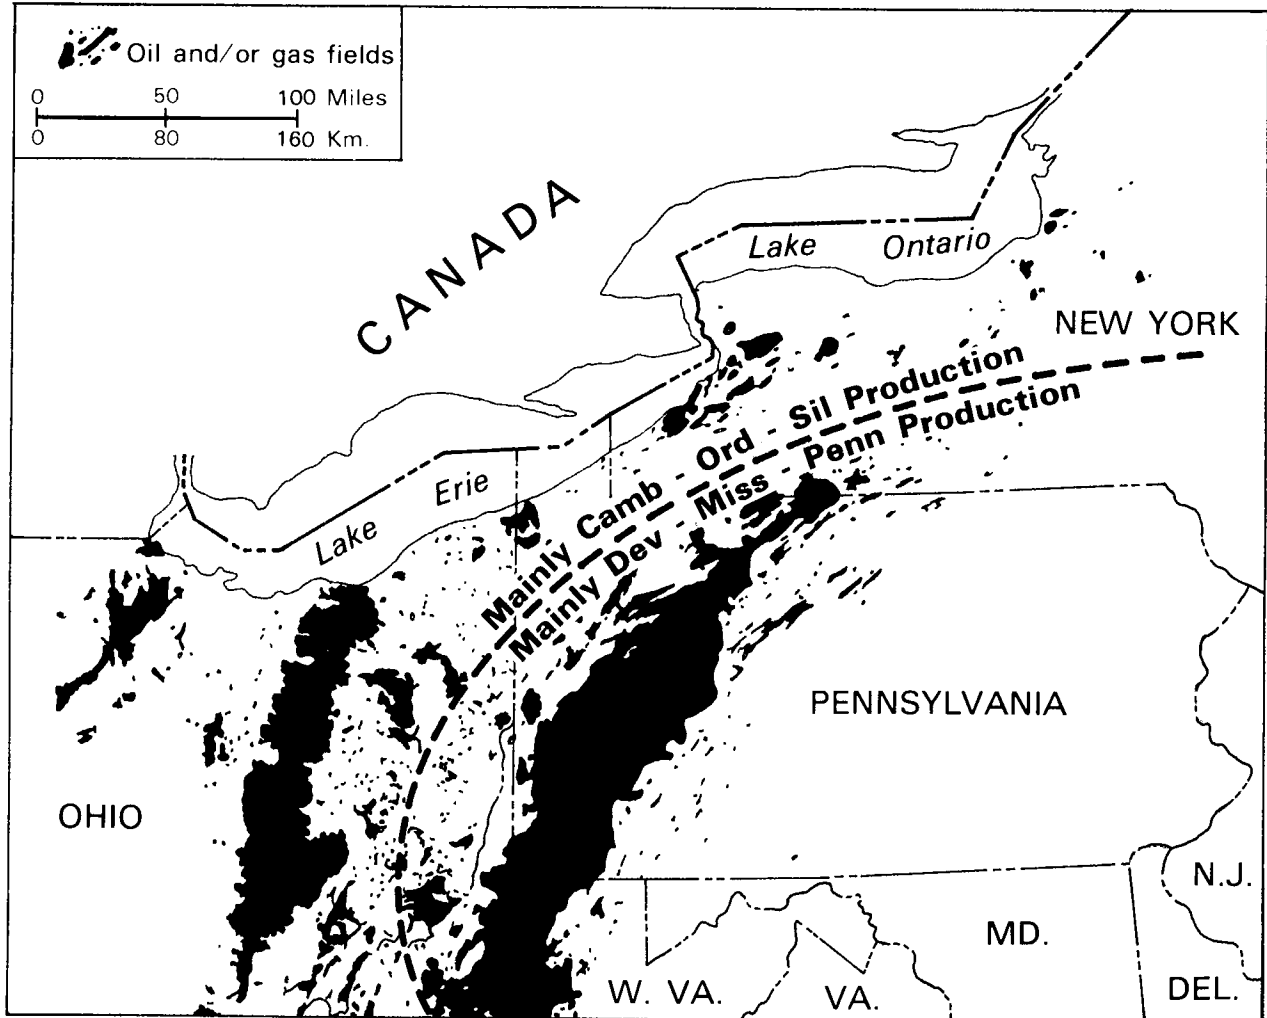 Oil and/or gas fields
0 50 100 Miles
0 80 160 Km.
CANADA
Lake Ontario
NEW YORK
Mainly Camb - Ord - Sil Production
Mainly Dev - Miss - Penn Production
Lake Erie
PENNSYLVANIA
OHIO
N.J.
MD.
W. VA.
VA.
DEL.